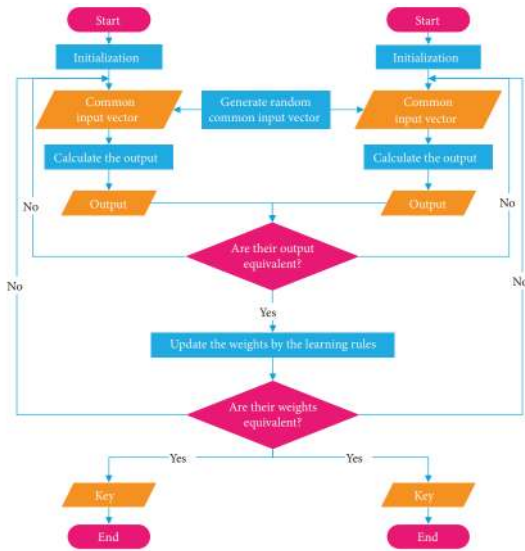 Start
Start
Initialization
Initialization
Common
input vector
Generate random
common input vector
Common
input vector
Calculate the output
Calculate the output
No
Output
Output
No
Are their output
equivalent?
No
No
Yes
Update the weights by the learning rules
Are their weights
equivalent?
Yes
Yes
Key
Key
End
End